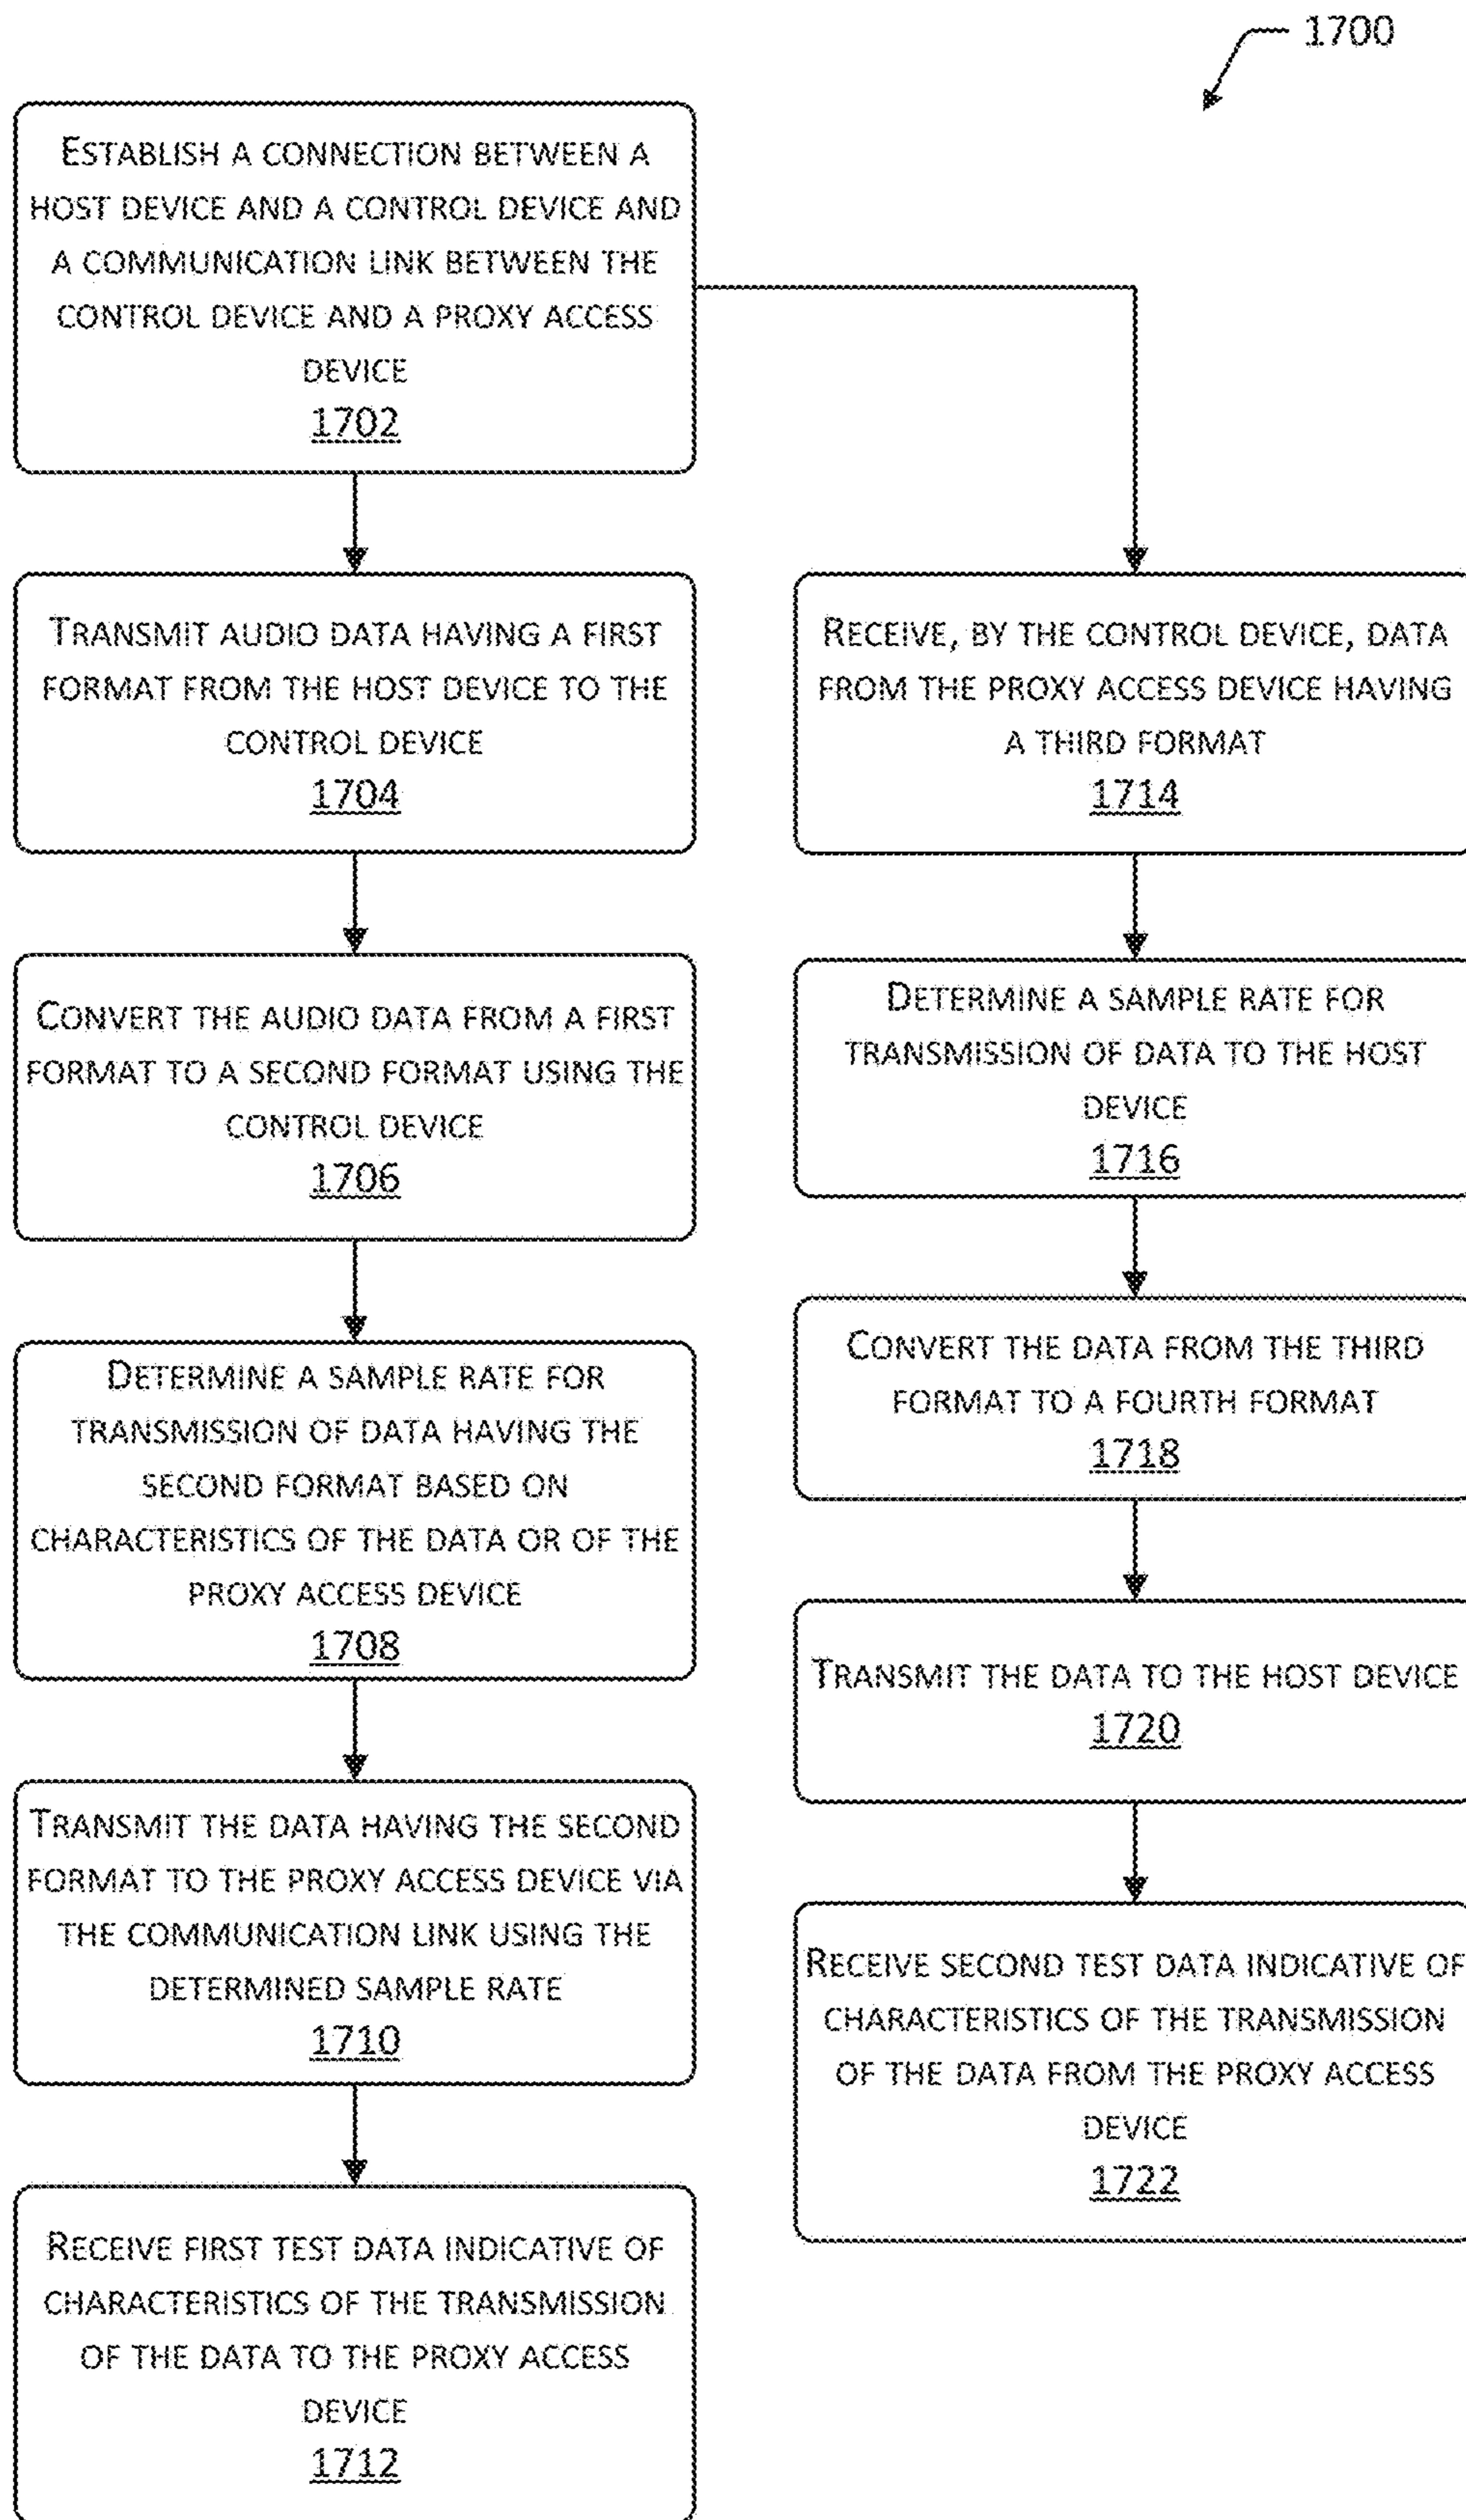 1700
ESTABLISH A CONNECTION BETWEEN A
HOST DEVICE AND A CONTROL DEVICE AND
A COMMUNICATION LINK BETWEEN THE
CONTROL DEVICE AND A PROXY ACCESS
DEVICE
1702
TRANSMIT AUDIO DATA HAVING A FIRST
FORMAT FROM THE HOST DEVICE TO THE
CONTROL DEVICE
1704
CONVERT THE AUDIO DATA FROM A FIRST
FORMAT TO A SECOND FORMAT USING THE
CONTROL DEVICE
1706
DETERMINE A SAMPLE RATE FOR
TRANSMISSION OF DATA HAVING THE
SECOND FORMAT BASED ON
CHARACTERISTICS OF THE DATA OR OF THE
PROXY ACCESS DEVICE
1708
TRANSMIT THE DATA HAVING THE SECOND
FORMAT TO THE PROXY ACCESS DEVICE VIA
THE COMMUNICATION LINK USING THE
DETERMINED SAMPLE RATE
1710
RECEIVE FIRST TEST DATA INDICATIVE OF
CHARACTERISTICS OF THE TRANSMISSION
OF THE DATA TO THE PROXY ACCESS
DEVICE
1712
RECEIVE, BY THE CONTROL DEVICE, DATA
FROM THE PROXY ACCESS DEVICE HAVING
A THIRD FORMAT
1714
DETERMINE A SAMPLE RATE FOR
TRANSMISSION OF DATA TO THE HOST
DEVICE
1716
CONVERT THE DATA FROM THE THIRD
FORMAT TO A FOURTH FORMAT
1718
TRANSMIT THE DATA TO THE HOST DEVICE
1720
RECEIVE SECOND TEST DATA INDICATIVE OF
CHARACTERISTICS OF THE TRANSMISSION
OF THE DATA FROM THE PROXY ACCESS
DEVICE
1722